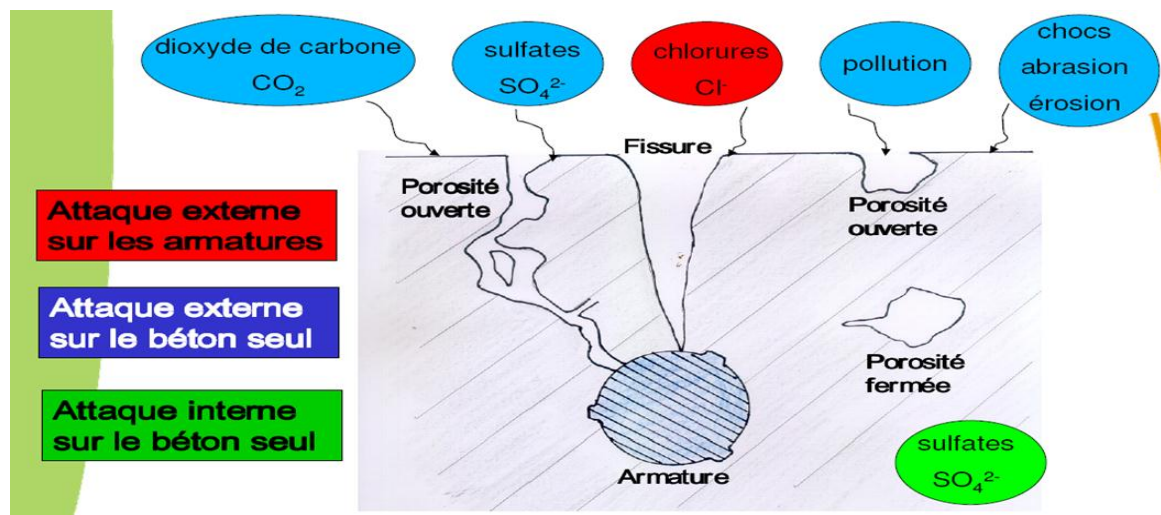 dioxyde de carbone
CO₂
sulfates
SO₄²⁻
chlorures
Cl⁻
pollution
chocs
abrasion
érosion
Fissure
Porosité
ouverte
Porosité
ouverte
Attaque externe
sur les armatures
Attaque externe
sur le béton seul
Attaque interne
sur le béton seul
Porosité
fermée
Armature
sulfates
SO₄²⁻